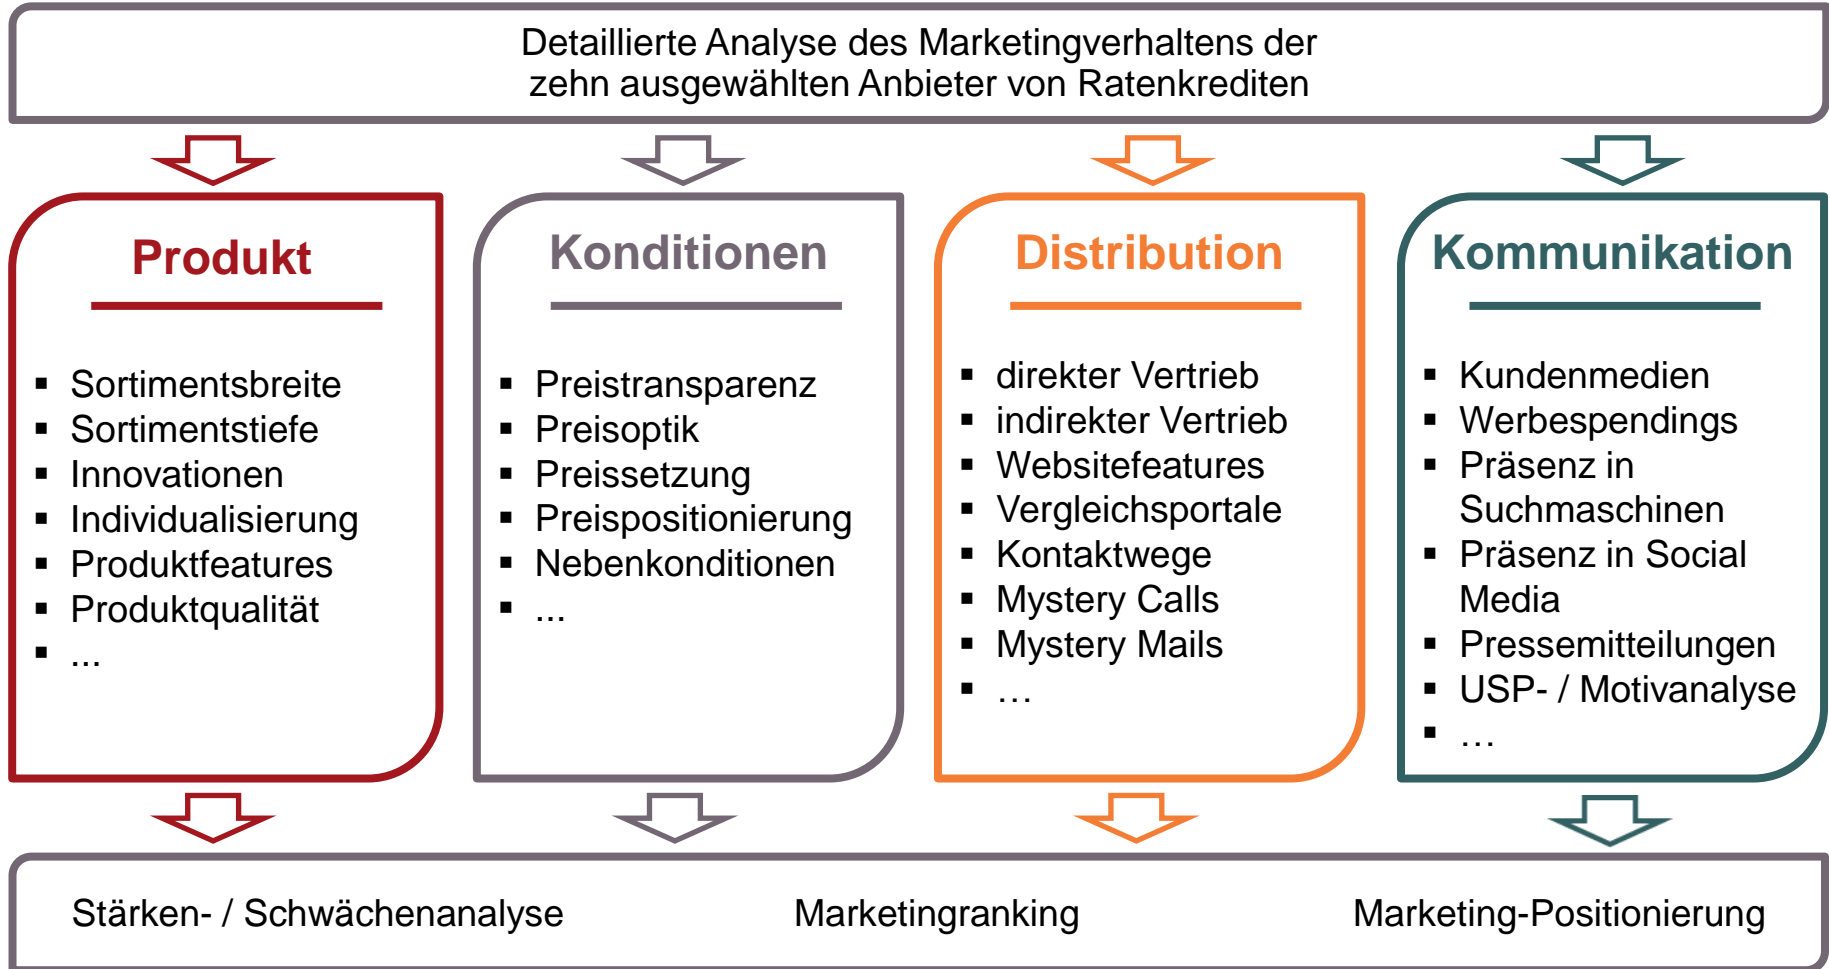 Detaillierte Analyse des Marketingverhaltens der
zehn ausgewählten Anbieter von Ratenkrediten
Produkt
▪ Sortimentsbreite
▪ Sortimentstiefe
▪ Innovationen
▪ Individualisierung
▪ Produktfeatures
▪ Produktqualität
▪ ...
Konditionen
▪ Preistransparenz
▪ Preisoptik
▪ Preissetzung
▪ Preispositionierung
▪ Nebenkonditionen
▪ ...
Distribution
▪ direkter Vertrieb
▪ indirekter Vertrieb
▪ Websitefeatures
▪ Vergleichsportale
▪ Kontaktwege
▪ Mystery Calls
▪ Mystery Mails
▪ …
Kommunikation
▪ Kundenmedien
▪ Werbespendings
▪ Präsenz in
Suchmaschinen
▪ Präsenz in Social
Media
▪ Pressemitteilungen
▪ USP- / Motivanalyse
▪ …
Stärken- / Schwächenanalyse
Marketingranking
Marketing-Positionierung